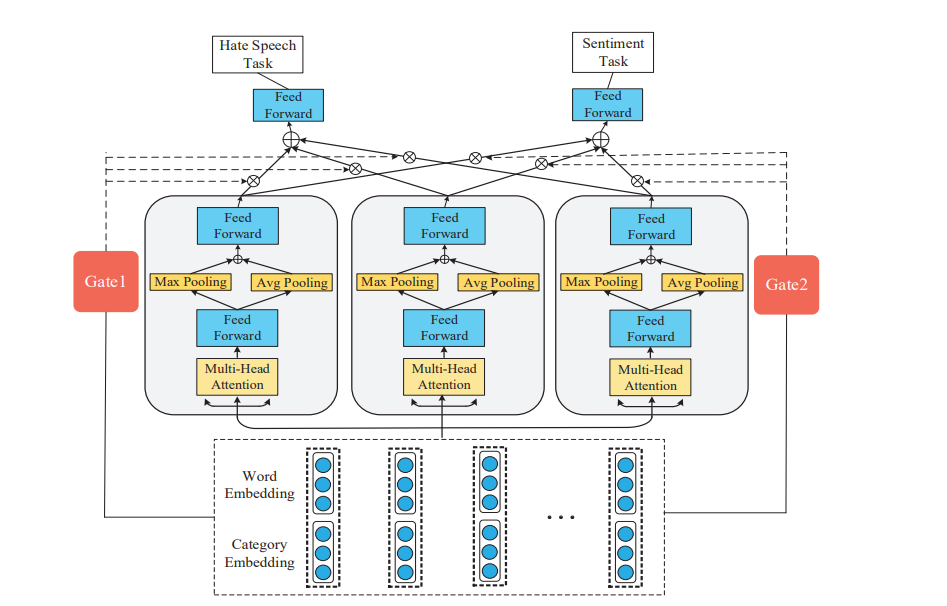 Hate Speech
Task
Sentiment
Task
Feed
Forward
Feed
Forward
Feed
Forward
Feed
Forward
Feed
Forward
Gate1
Max Pooling
Avg Pooling
Max Pooling
Avg Pooling
Max Pooling
Avg Pooling
Gate2
Feed
Forward
Feed
Forward
Feed
Forward
Multi-Head
Attention
Multi-Head
Attention
Multi-Head
Attention
Word
Embedding
...
Category
Embedding